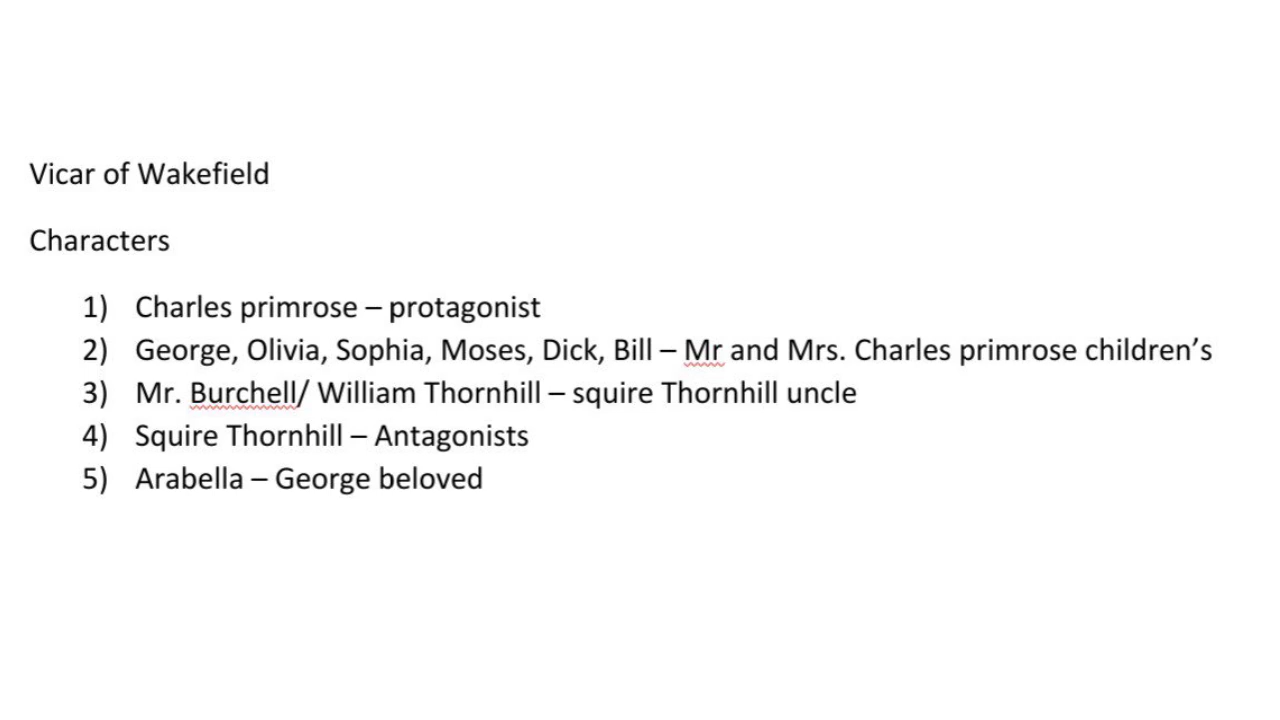 Vicar of Wakefield
Characters
1) Charles primrose – protagonist
2) George, Olivia, Sophia, Moses, Dick, Bill – Mr and Mrs. Charles primrose children’s
3) Mr. Burchell/ William Thornhill – squire Thornhill uncle
4) Squire Thornhill – Antagonists
5) Arabella – George beloved